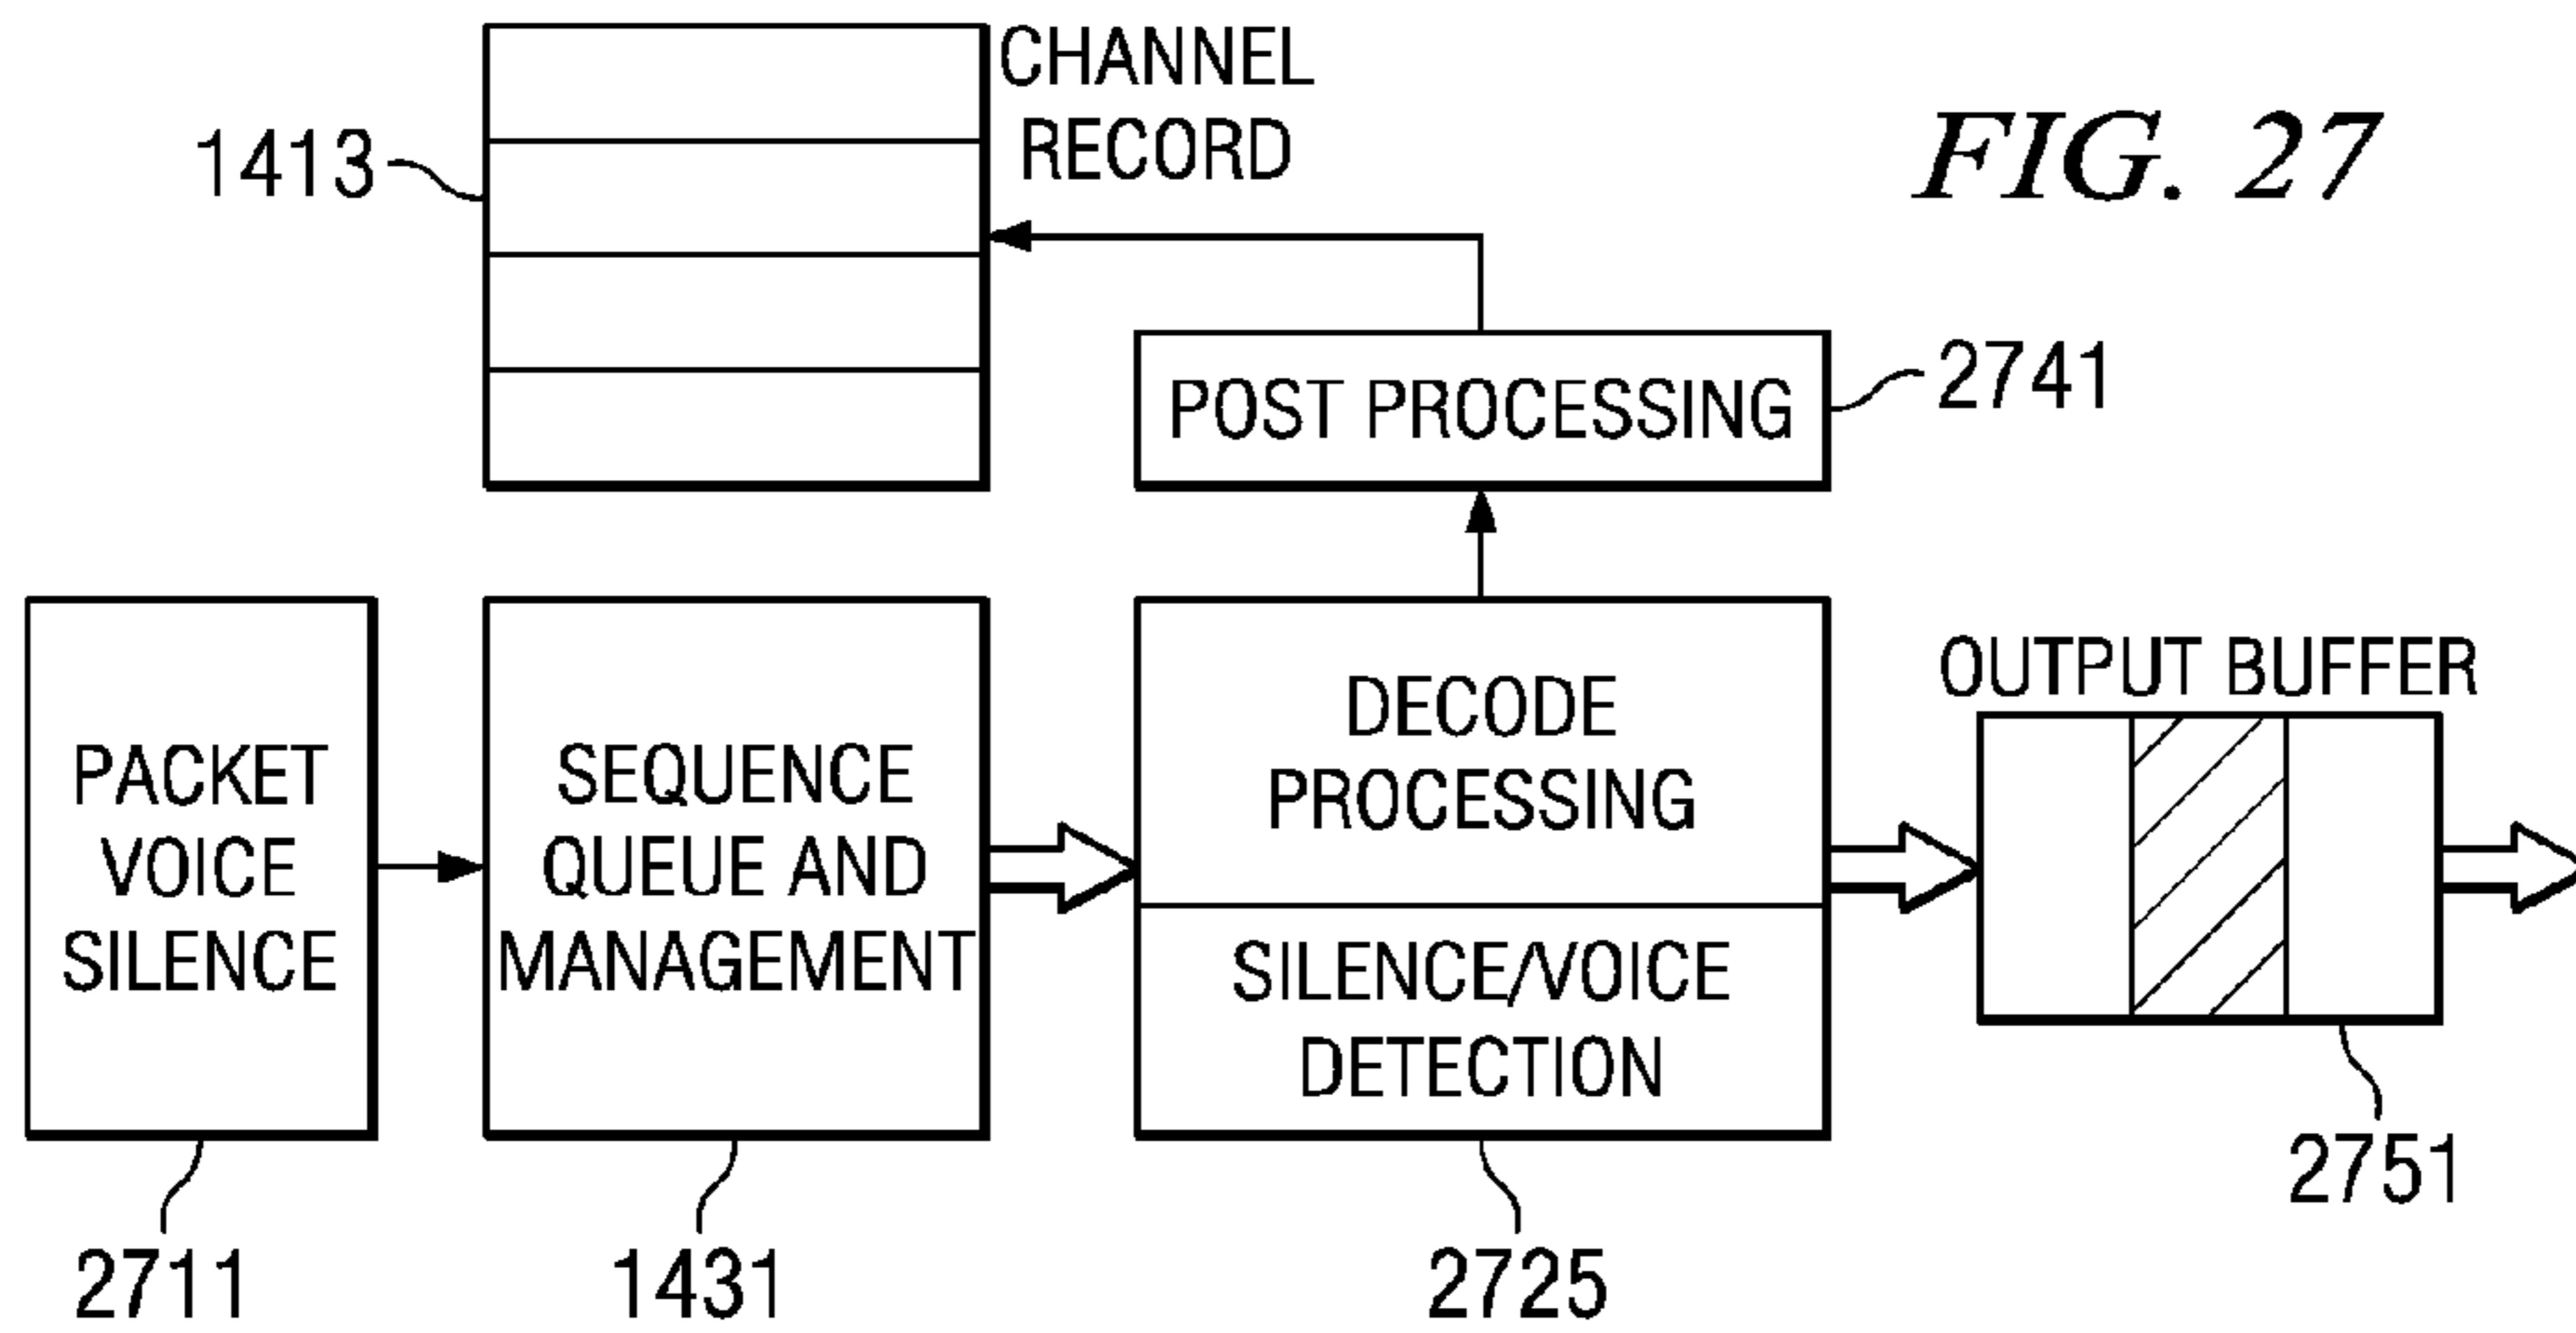 CHANNEL
RECORD
FIG. 27
1413
POST PROCESSING
2741
PACKET
VOICE
SILENCE
SEQUENCE
QUEUE AND
MANAGEMENT
DECODE
PROCESSING
SILENCE/VOICE
DETECTION
OUTPUT BUFFER
2751
2711
1431
2725